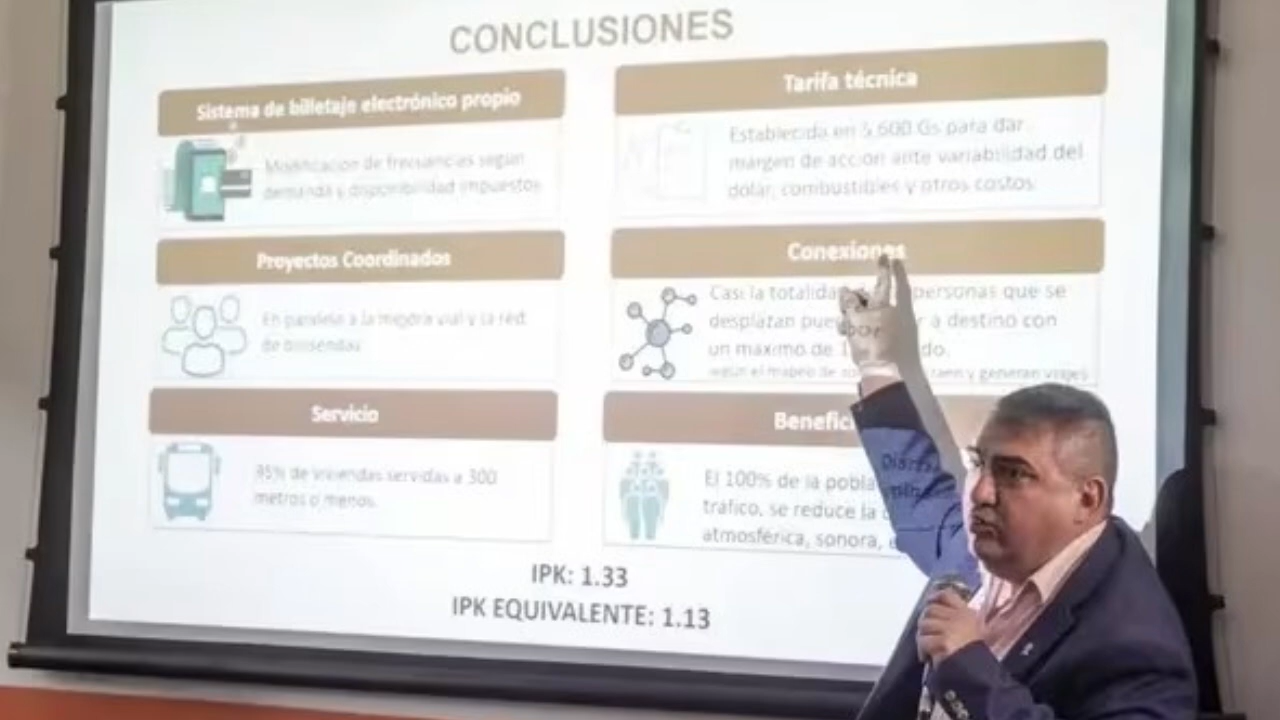 CONCLUSIONES
Sistema de billetaje electrónico propio
Modificación de frecuencias según
demanda y disponibilidad impuestos
Tarifa técnica
Establecida en 5.600 Gs para dar
margen de acción ante variabilidad del
dólar, combustibles y otros costos
Proyectos Coordinados
En paralelo a la mejora vial y la red
de bicisendas
Conexiones
Casi la totalidad personas que se
desplazan a destino con
un maximo de
según el y generan viajes
Servicio
95% de viviendas servidas a 300
metros o menos.
El 100% de la
trafico, se reduce la
atmosférica, sonora,
IPK: 1.33
IPK EQUIVALENTE: 1.13